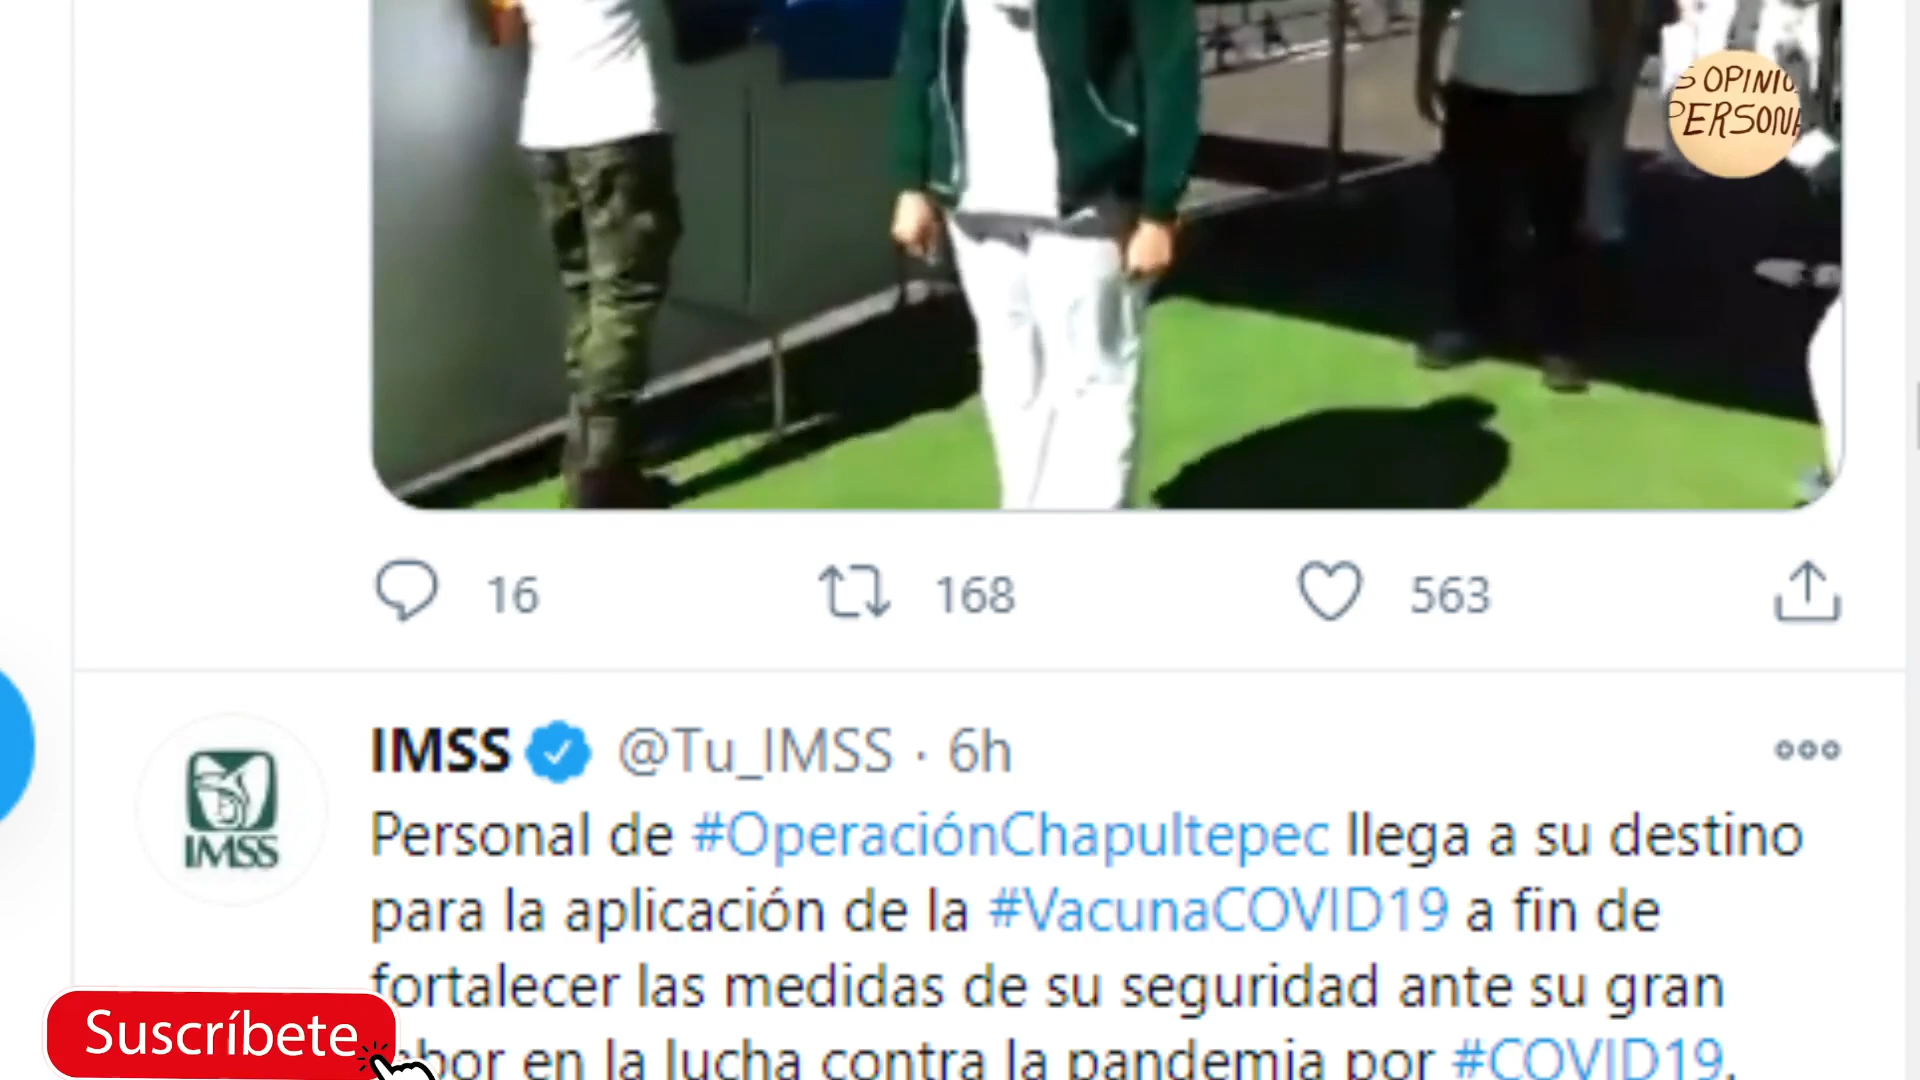 S OPINIO
PERSONA
16
168
563
IMSS @Tu_IMSS · 6h
IMSS
Personal de #OperaciónChapultepec llega a su destino
para la aplicación de la #VacunaCOVID19 a fin de
fortalecer las medidas de su seguridad ante su gran
Suscríbete
bor en la lucha contra la pandemia por #COVID19.